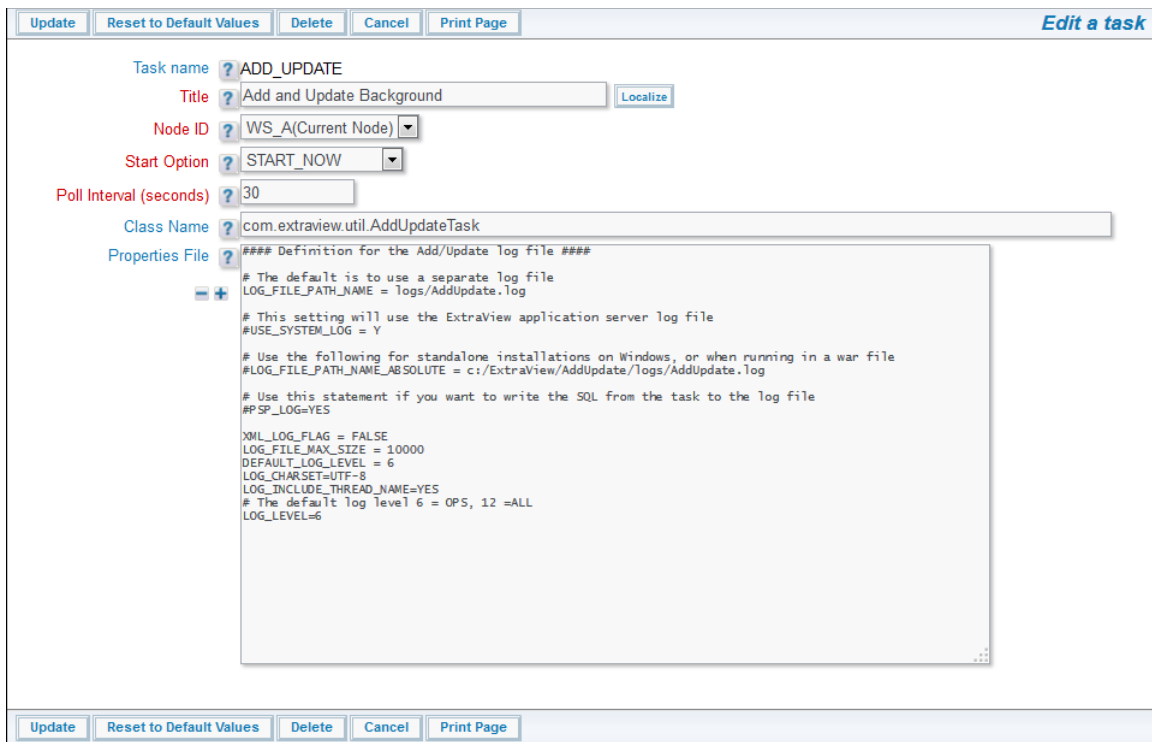 Update Reset to Default Values Delete Cancel Print Page Edit a task
Task name ? ADD_UPDATE
Title ? Add and Update Background Localize
Node ID ? WS_A(Current Node)
Start Option ? START_NOW
Poll Interval (seconds) ? 30
Class Name ? com.extraview.util.AddUpdateTask
Properties File ? #### Definition for the Add/Update log file ####
# The default is to use a separate log file
LOG_FILE_PATH_NAME = logs/AddUpdate.log
# This setting will use the ExtraView application server log file
#USE_SYSTEM_LOG = Y
# Use the following for standalone installations on Windows, or when running in a war file
#LOG_FILE_PATH_NAME_ABSOLUTE = c:/ExtraView/AddUpdate/logs/AddUpdate.log
# Use this statement if you want to write the SQL from the task to the log file
#PSP_LOG=YES
XML_LOG_FLAG = FALSE
LOG_FILE_MAX_SIZE = 10000
DEFAULT_LOG_LEVEL = 6
LOG_CHARSET=UTF-8
LOG_INCLUDE_THREAD_NAME=YES
# The default log level 6 = OPS, 12 =ALL
LOG_LEVEL=6
Update Reset to Default Values Delete Cancel Print Page